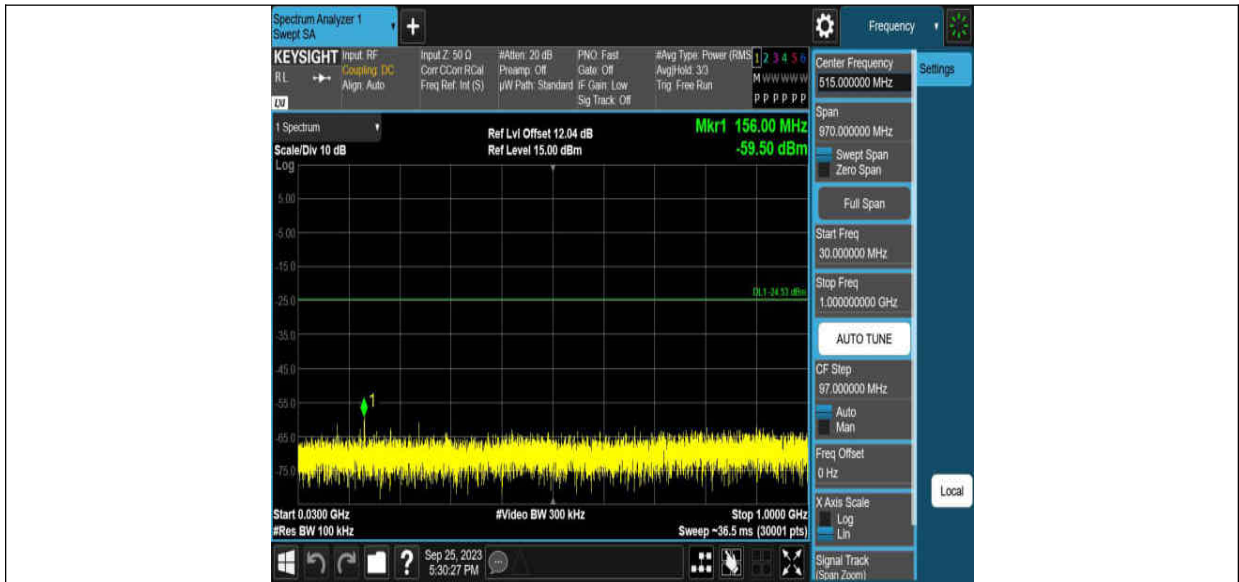 Spectrum Analyzer 1
Swept SA
+
Frequency
KEYSIGHT
RL
LXI
Input: RF
Coupling: DC
Align: Auto
Input Z: 50 Ω
Corr CCorr RCal
Freq Ref: Int (S)
#Atten: 20 dB
Preamp: Off
µW Path: Standard
PNO: Fast
Gate: Off
IF Gain: Low
Sig Track: Off
#Avg Type: Power (RMS
Avg|Hold: 3/3
Trig: Free Run
1 2 3 4 5 6
M W W W W W
P P P P P P
1 Spectrum
Scale/Div 10 dB
Log
Ref Lvl Offset 12.04 dB
Ref Level 15.00 dBm
Mkr1 156.00 MHz
-59.50 dBm
5.00
-5.00
-15.0
-25.0
-35.0
-45.0
-55.0
-65.0
-75.0
DL1 -24.53 dBm
1
Start 0.0300 GHz
#Res BW 100 kHz
#Video BW 300 kHz
Stop 1.0000 GHz
Sweep ~36.5 ms (30001 pts)
Center Frequency
515.000000 MHz
Settings
Span
970.000000 MHz
Swept Span
Zero Span
Full Span
Start Freq
30.000000 MHz
Stop Freq
1.000000000 GHz
AUTO TUNE
CF Step
97.000000 MHz
Auto
Man
Freq Offset
0 Hz
X Axis Scale
Log
Lin
Local
Signal Track
(Span Zoom)
?
Sep 25, 2023
5:30:27 PM